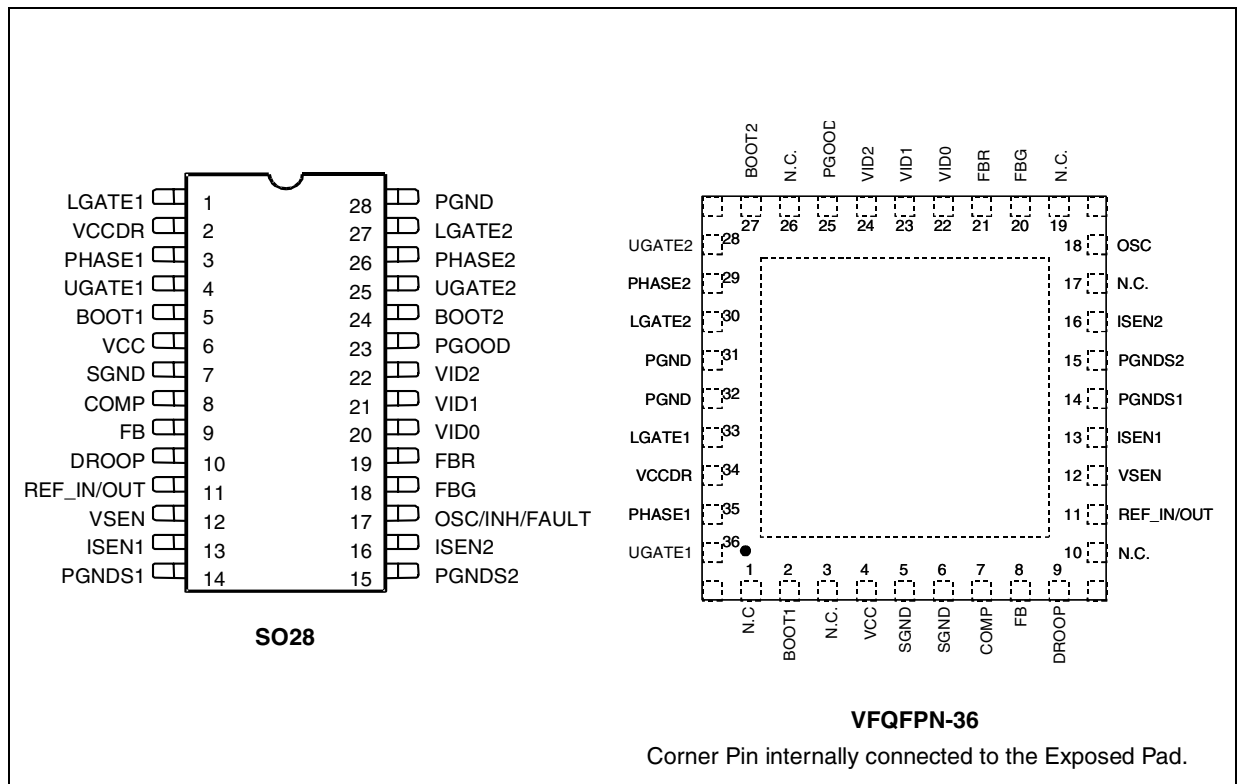 LGATE1 1 28 PGND
VCCDR 2 27 LGATE2
PHASE1 3 26 PHASE2
UGATE1 4 25 UGATE2
BOOT1 5 24 BOOT2
VCC 6 23 PGOOD
SGND 7 22 VID2
COMP 8 21 VID1
FB 9 20 VID0
DROOP 10 19 FBR
REF_IN/OUT 11 18 FBG
VSEN 12 17 OSC/INH/FAULT
ISEN1 13 16 ISEN2
PGNDS1 14 15 PGNDS2
SO28
BOOT2 N.C. PGOOD VID2 VID1 VID0 FBR FBG N.C.
27 26 25 24 23 22 21 20 19
UGATE2 28 18 OSC
PHASE2 29 17 N.C.
LGATE2 30 16 ISEN2
PGND 31 15 PGNDS2
PGND 32 14 PGNDS1
LGATE1 33 13 ISEN1
VCCDR 34 12 VSEN
PHASE1 35 11 REF_IN/OUT
UGATE1 36 10 N.C.
1 2 3 4 5 6 7 8 9
N.C BOOT1 N.C. VCC SGND SGND COMP FB DROOP
VFQFPN-36
Corner Pin internally connected to the Exposed Pad.